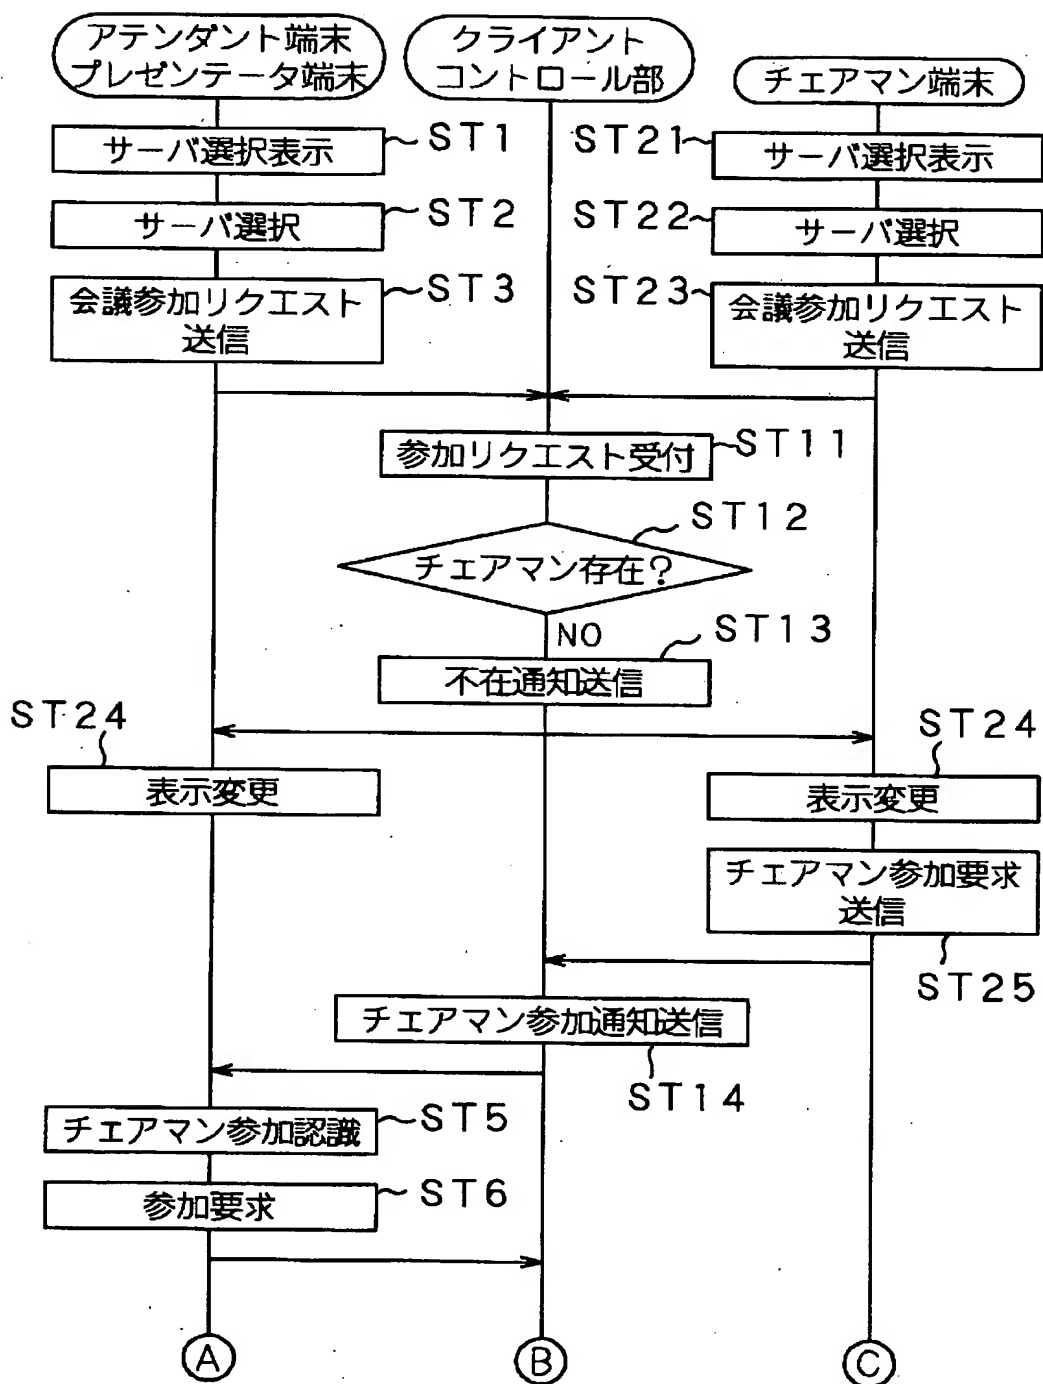 アテンダント端末
プレゼンテータ端末
クライアント
コントロール部
チェアマン端末
サーバ選択表示
ST1
ST21
サーバ選択表示
サーバ選択
ST2
ST22
サーバ選択
会議参加リクエスト
送信
ST3
ST23
会議参加リクエスト
送信
参加リクエスト受付
ST11
ST12
チェアマン存在?
NO
ST13
不在通知送信
ST24
表示変更
ST24
表示変更
チェアマン参加要求
送信
ST25
チェアマン参加通知送信
ST14
チェアマン参加認識
ST5
参加要求
ST6
A
B
C